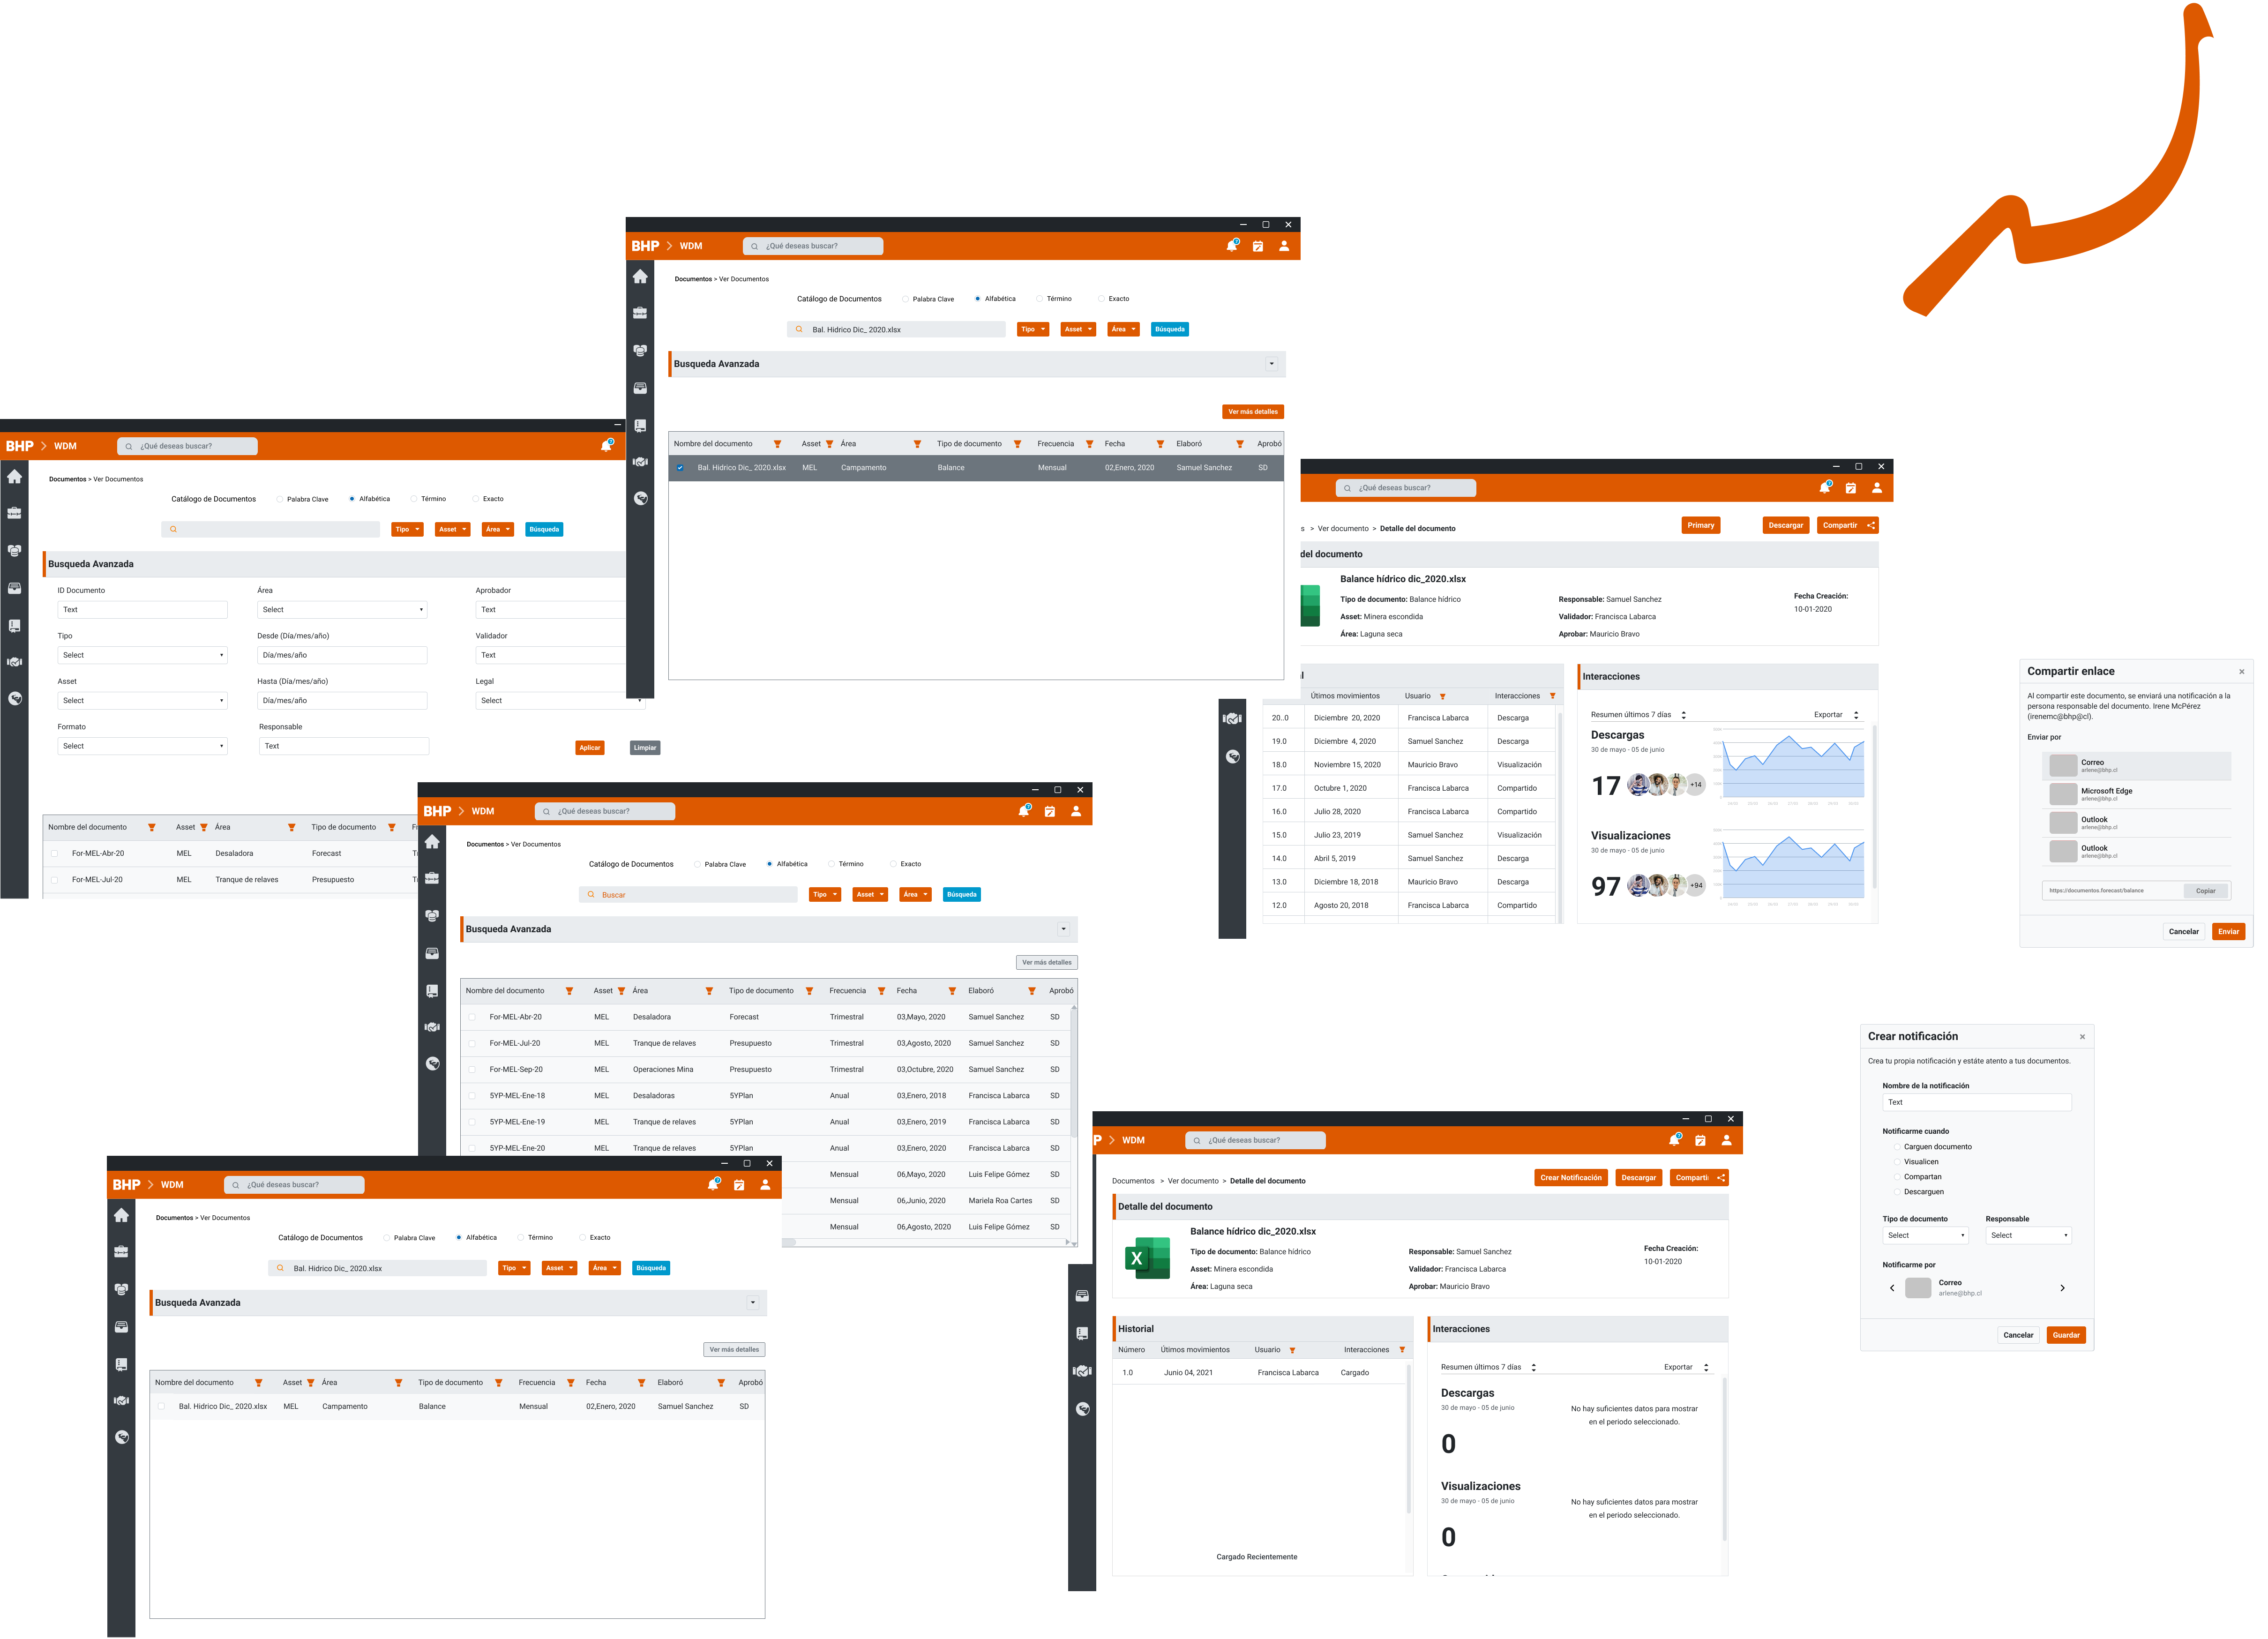 BHP > WDM
¿Qué deseas buscar?
Documentos > Ver Documentos
Catálogo de Documentos Palabra Clave Alfabética Término Exacto
Bal. Hidrico Dic_ 2020.xlsx Tipo Asset Área Búsqueda
Busqueda Avanzada
Ver más detalles
Nombre del documento Asset Área Tipo de documento Frecuencia Fecha Elaboró Aprobó
Bal. Hidrico Dic_ 2020.xlsx MEL Campamento Balance Mensual 02,Enero, 2020 Samuel Sanchez SD
BHP > WDM
¿Qué deseas buscar?
Documentos > Ver Documentos
Catálogo de Documentos Palabra Clave Alfabética Término Exacto
Tipo Asset Área Búsqueda
Busqueda Avanzada
ID Documento Área Aprobador
Text Select Text
Tipo Desde (Día/mes/año) Validador
Select Día/mes/año Text
Asset Hasta (Día/mes/año) Legal
Select Día/mes/año Select
Formato Responsable
Select Text Aplicar Limpiar
Nombre del documento Asset Área Tipo de documento
For-MEL-Abr-20 MEL Desaladora Forecast
For-MEL-Jul-20 MEL Tranque de relaves Presupuesto
¿Qué deseas buscar?
s > Ver documento > Detalle del documento Primary Descargar Compartir
del documento
Balance hídrico dic_2020.xlsx
Tipo de documento: Balance hídrico Responsable: Samuel Sanchez Fecha Creación:
Asset: Minera escondida Validador: Francisca Labarca 10-01-2020
Área: Laguna seca Aprobar: Mauricio Bravo
l
Útimos movimientos Usuario Interacciones
20..0 Diciembre 20, 2020 Francisca Labarca Descarga
19.0 Diciembre 4, 2020 Samuel Sanchez Descarga
18.0 Noviembre 15, 2020 Mauricio Bravo Visualización
17.0 Octubre 1, 2020 Francisca Labarca Compartido
16.0 Julio 28, 2020 Francisca Labarca Compartido
15.0 Julio 23, 2019 Samuel Sanchez Visualización
14.0 Abril 5, 2019 Samuel Sanchez Descarga
13.0 Diciembre 18, 2018 Mauricio Bravo Descarga
12.0 Agosto 20, 2018 Francisca Labarca Compartido
Interacciones
Resumen últimos 7 días Exportar
Descargas
30 de mayo - 05 de junio
17 +14
Visualizaciones
30 de mayo - 05 de junio
97 +94
Compartir enlace ×
Al compartir este documento, se enviará una notificación a la
persona responsable del documento. Irene McPérez
(irenemc@bhp@cl).
Enviar por
Correo
arlene@bhp.cl
Microsoft Edge
arlene@bhp.cl
Outlook
arlene@bhp.cl
Outlook
arlene@bhp.cl
https://documentos.forecast/balance Copiar
Cancelar Enviar
BHP > WDM
¿Qué deseas buscar?
Documentos > Ver Documentos
Catálogo de Documentos Palabra Clave Alfabética Término Exacto
Buscar Tipo Asset Área Búsqueda
Busqueda Avanzada
Ver más detalles
Nombre del documento Asset Área Tipo de documento Frecuencia Fecha Elaboró Aprobó
For-MEL-Abr-20 MEL Desaladora Forecast Trimestral 03,Mayo, 2020 Samuel Sanchez SD
For-MEL-Jul-20 MEL Tranque de relaves Presupuesto Trimestral 03,Agosto, 2020 Samuel Sanchez SD
For-MEL-Sep-20 MEL Operaciones Mina Presupuesto Trimestral 03,Octubre, 2020 Samuel Sanchez SD
5YP-MEL-Ene-18 MEL Desaladoras 5YPlan Anual 03,Enero, 2018 Francisca Labarca SD
5YP-MEL-Ene-19 MEL Tranque de relaves 5YPlan Anual 03,Enero, 2019 Francisca Labarca SD
5YP-MEL-Ene-20 MEL Tranque de relaves 5YPlan Anual 03,Enero, 2020 Francisca Labarca SD
Mensual 06,Mayo, 2020 Luis Felipe Gómez SD
Mensual 06,Junio, 2020 Mariela Roa Cartes SD
Mensual 06,Agosto, 2020 Luis Felipe Gómez SD
BHP > WDM
¿Qué deseas buscar?
Documentos > Ver Documentos
Catálogo de Documentos Palabra Clave Alfabética Término Exacto
Bal. Hidrico Dic_ 2020.xlsx Tipo Asset Área Búsqueda
Busqueda Avanzada
Ver más detalles
Nombre del documento Asset Área Tipo de documento Frecuencia Fecha Elaboró Aprobó
Bal. Hidrico Dic_ 2020.xlsx MEL Campamento Balance Mensual 02,Enero, 2020 Samuel Sanchez SD
P > WDM
¿Qué deseas buscar?
Documentos > Ver documento > Detalle del documento Crear Notificación Descargar Comparti
Detalle del documento
Balance hídrico dic_2020.xlsx
Tipo de documento: Balance hídrico Responsable: Samuel Sanchez Fecha Creación:
Asset: Minera escondida Validador: Francisca Labarca 10-01-2020
Área: Laguna seca Aprobar: Mauricio Bravo
Historial
Número Útimos movimientos Usuario Interacciones
1.0 Junio 04, 2021 Francisca Labarca Cargado
Cargado Recientemente
Interacciones
Resumen últimos 7 días Exportar
Descargas
30 de mayo - 05 de junio
0
No hay suficientes datos para mostrar
en el periodo seleccionado.
Visualizaciones
30 de mayo - 05 de junio
0
No hay suficientes datos para mostrar
en el periodo seleccionado.
Crear notificación ×
Crea tu propia notificación y estáte atento a tus documentos.
Nombre de la notificación
Text
Notificarme cuando
Carguen documento
Visualicen
Compartan
Descarguen
Tipo de documento Responsable
Select Select
Notificarme por
Correo
arlene@bhp.cl
Cancelar Guardar